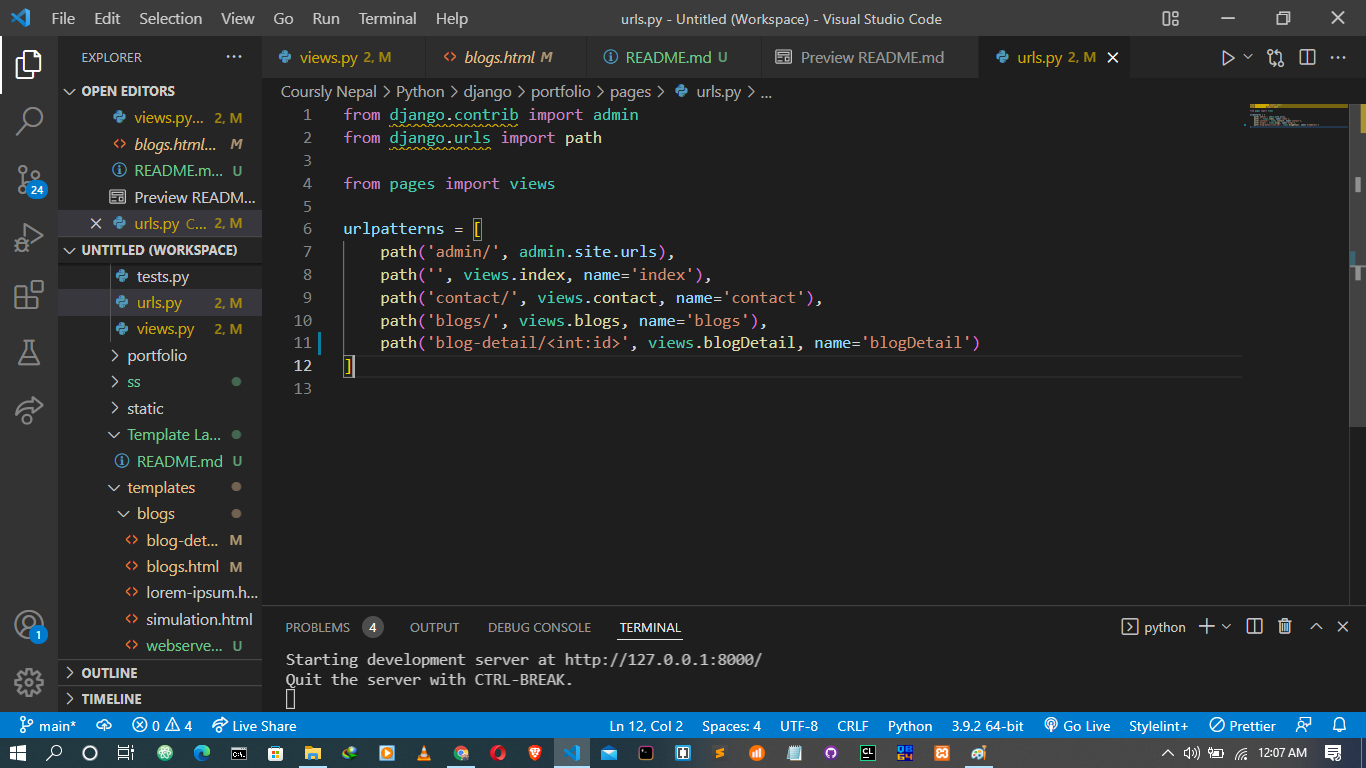 File Edit Selection View Go Run Terminal Help
urls.py - Untitled (Workspace) - Visual Studio Code
EXPLORER
OPEN EDITORS
views.py... 2, M
blogs.html... M
README.m... U
Preview READM...
urls.py C... 2, M
UNTITLED (WORKSPACE)
tests.py
urls.py 2, M
views.py 2, M
portfolio
ss
static
Template La...
README.md U
templates
blogs
blog-det... M
blogs.html M
lorem-ipsum.h...
simulation.html
webserve... U
OUTLINE
TIMELINE
24
1
views.py 2, M
blogs.html M
README.md U
Preview README.md
urls.py 2, M
Coursly Nepal > Python > django > portfolio > pages > urls.py > ...
1 from django.contrib import admin
2 from django.urls import path
3
4 from pages import views
5
6 urlpatterns = [
7 path('admin/', admin.site.urls),
8 path('', views.index, name='index'),
9 path('contact/', views.contact, name='contact'),
10 path('blogs/', views.blogs, name='blogs'),
11 path('blog-detail/<int:id>', views.blogDetail, name='blogDetail')
12 ]
13
PROBLEMS 4 OUTPUT DEBUG CONSOLE TERMINAL
python
Starting development server at http://127.0.0.1:8000/
Quit the server with CTRL-BREAK.
main* 0 4 Live Share
Ln 12, Col 2 Spaces: 4 UTF-8 CRLF Python 3.9.2 64-bit Go Live Stylelint+ Prettier
CL
12:07 AM